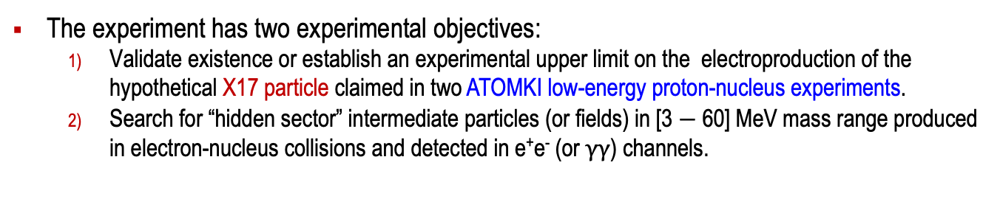 ▪ The experiment has two experimental objectives:
1) Validate existence or establish an experimental upper limit on the electroproduction of the
hypothetical X17 particle claimed in two ATOMKI low-energy proton-nucleus experiments.
2) Search for “hidden sector” intermediate particles (or fields) in [3 – 60] MeV mass range produced
in electron-nucleus collisions and detected in e⁺e⁻ (or γγ) channels.